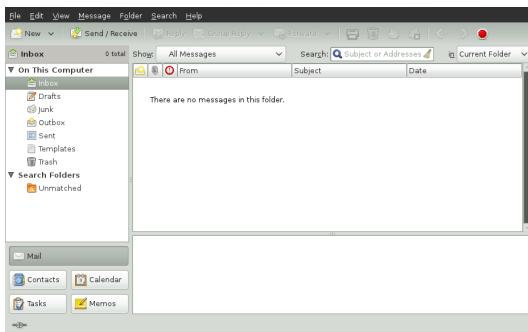 File Edit View Message Folder Search Help
New Send / Receive Reply Group Reply Forward
Inbox 0 total Show: All Messages Search: Subject or Addresses in Current Folder
On This Computer From Subject Date
Inbox
There are no messages in this folder.
Drafts
Junk
Outbox
Sent
Templates
Trash
Search Folders
Unmatched
Mail
Contacts Calendar
Tasks Memos